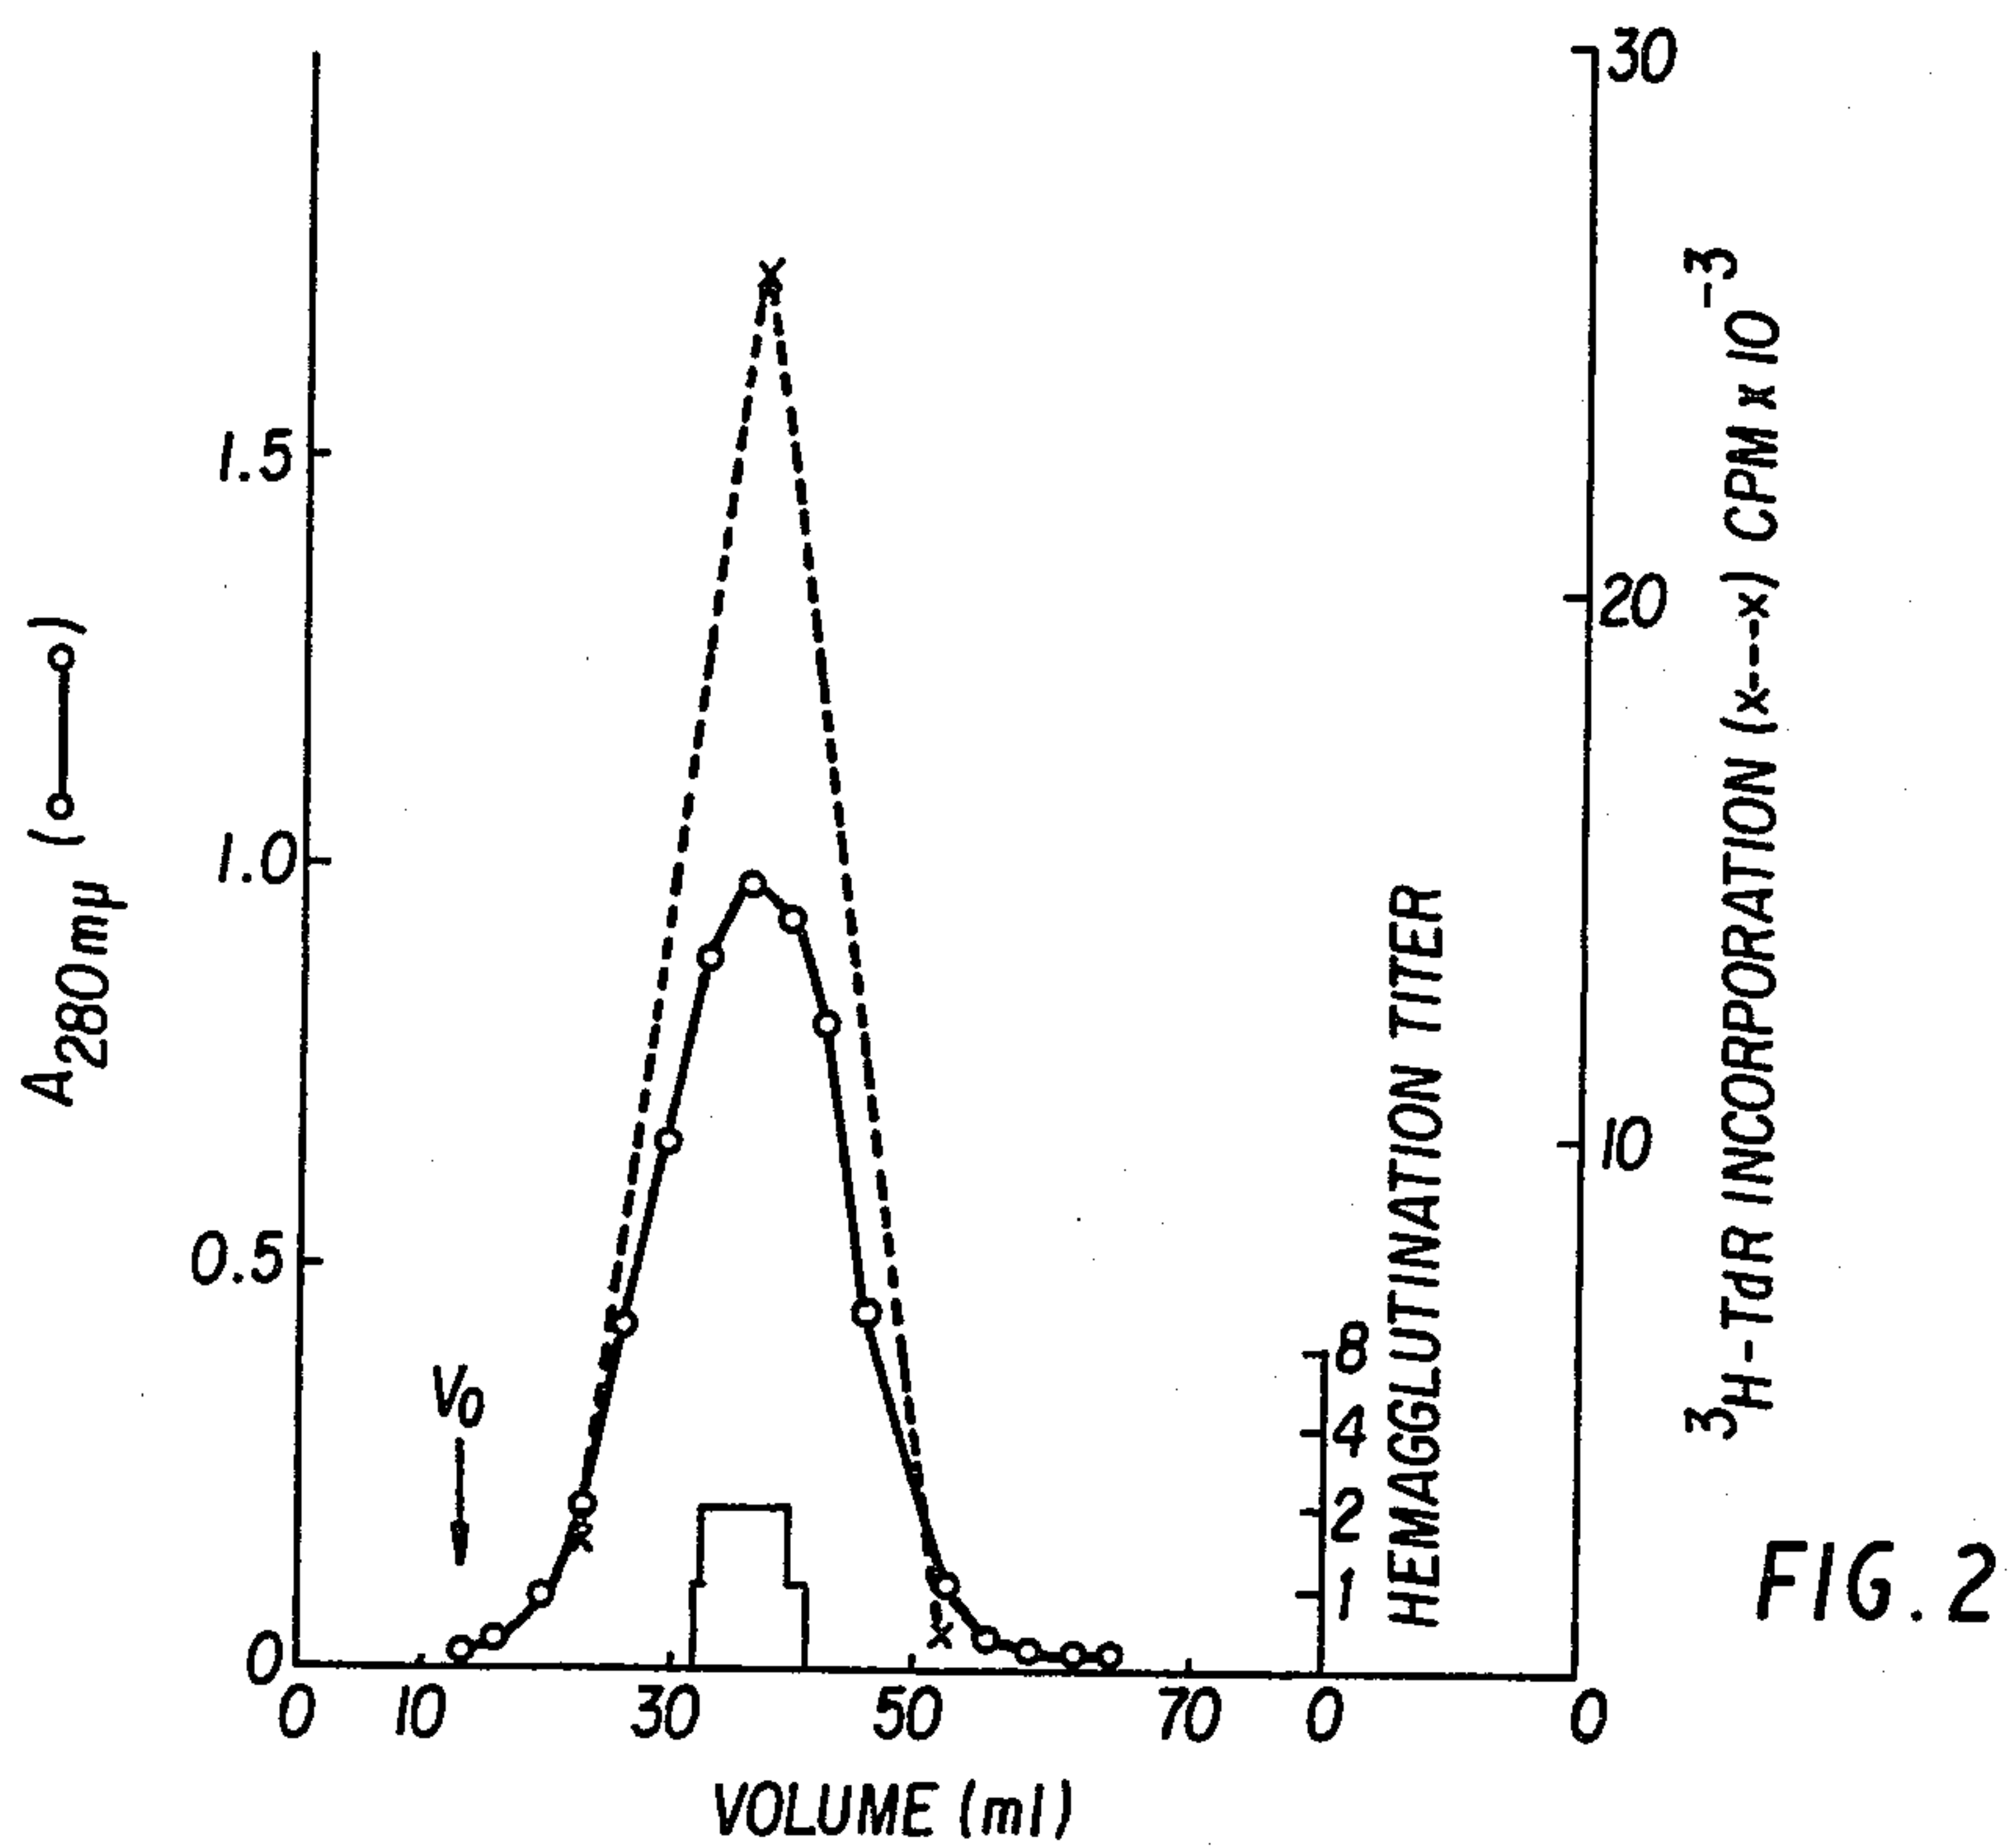 30
1.5
20
1.0
10
0.5
0
A280mμ (o—o)
V0
8
4
2
1
HEMAGGLUTINATION TITER
3H-TdR INCORPORATION (x---x) CPM x 10-3
0 10 30 50 70 0 0
VOLUME (ml)
FIG. 2